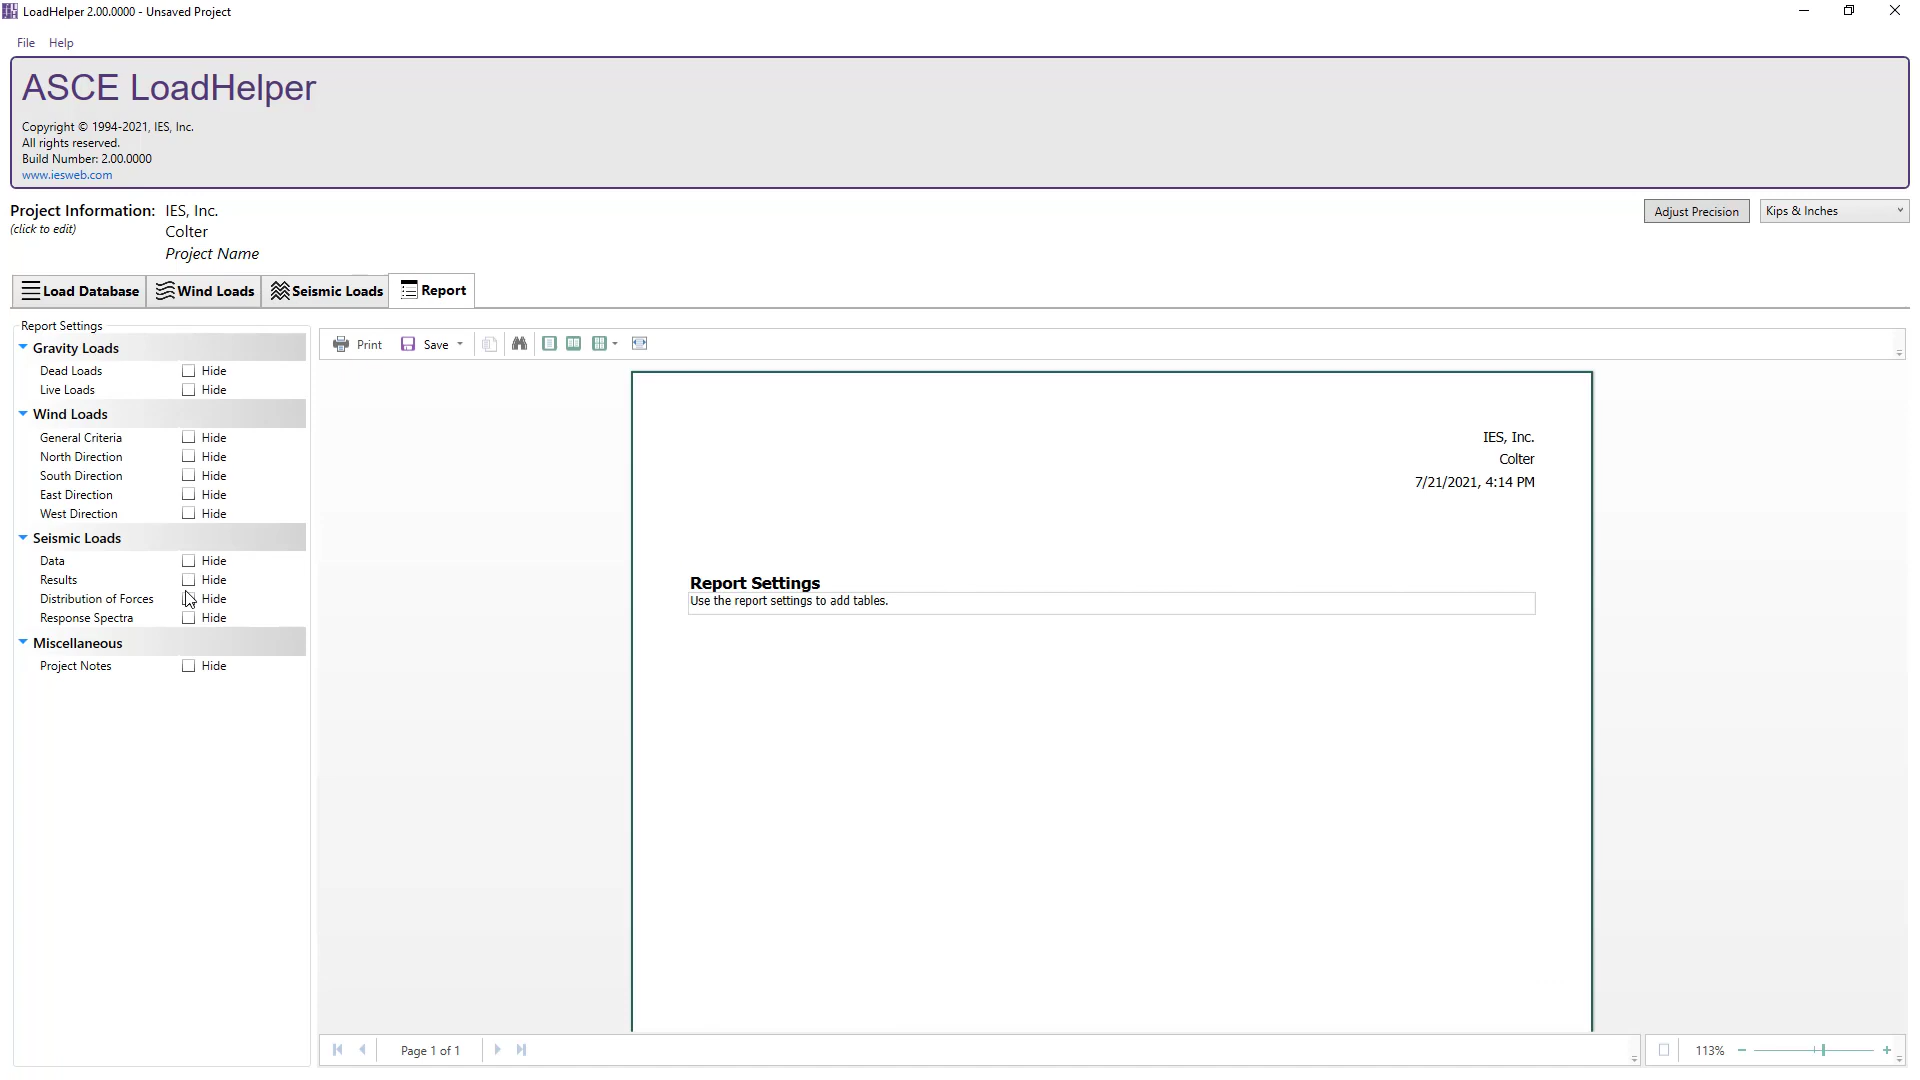 LoadHelper 2.00.0000 - Unsaved Project
File Help
ASCE LoadHelper
Copyright © 1994-2021, IES, Inc.
All rights reserved.
Build Number: 2.00.0000
www.iesweb.com
Project Information: IES, Inc.
(click to edit)
Colter
Project Name
Adjust Precision Kips & Inches
Load Database Wind Loads Seismic Loads Report
Report Settings
Gravity Loads
Dead Loads Hide
Live Loads Hide
Wind Loads
General Criteria Hide
North Direction Hide
South Direction Hide
East Direction Hide
West Direction Hide
Seismic Loads
Data Hide
Results Hide
Distribution of Forces Hide
Response Spectra Hide
Miscellaneous
Project Notes Hide
Print Save
IES, Inc.
Colter
7/21/2021, 4:14 PM
Report Settings
Use the report settings to add tables.
Page 1 of 1
113%